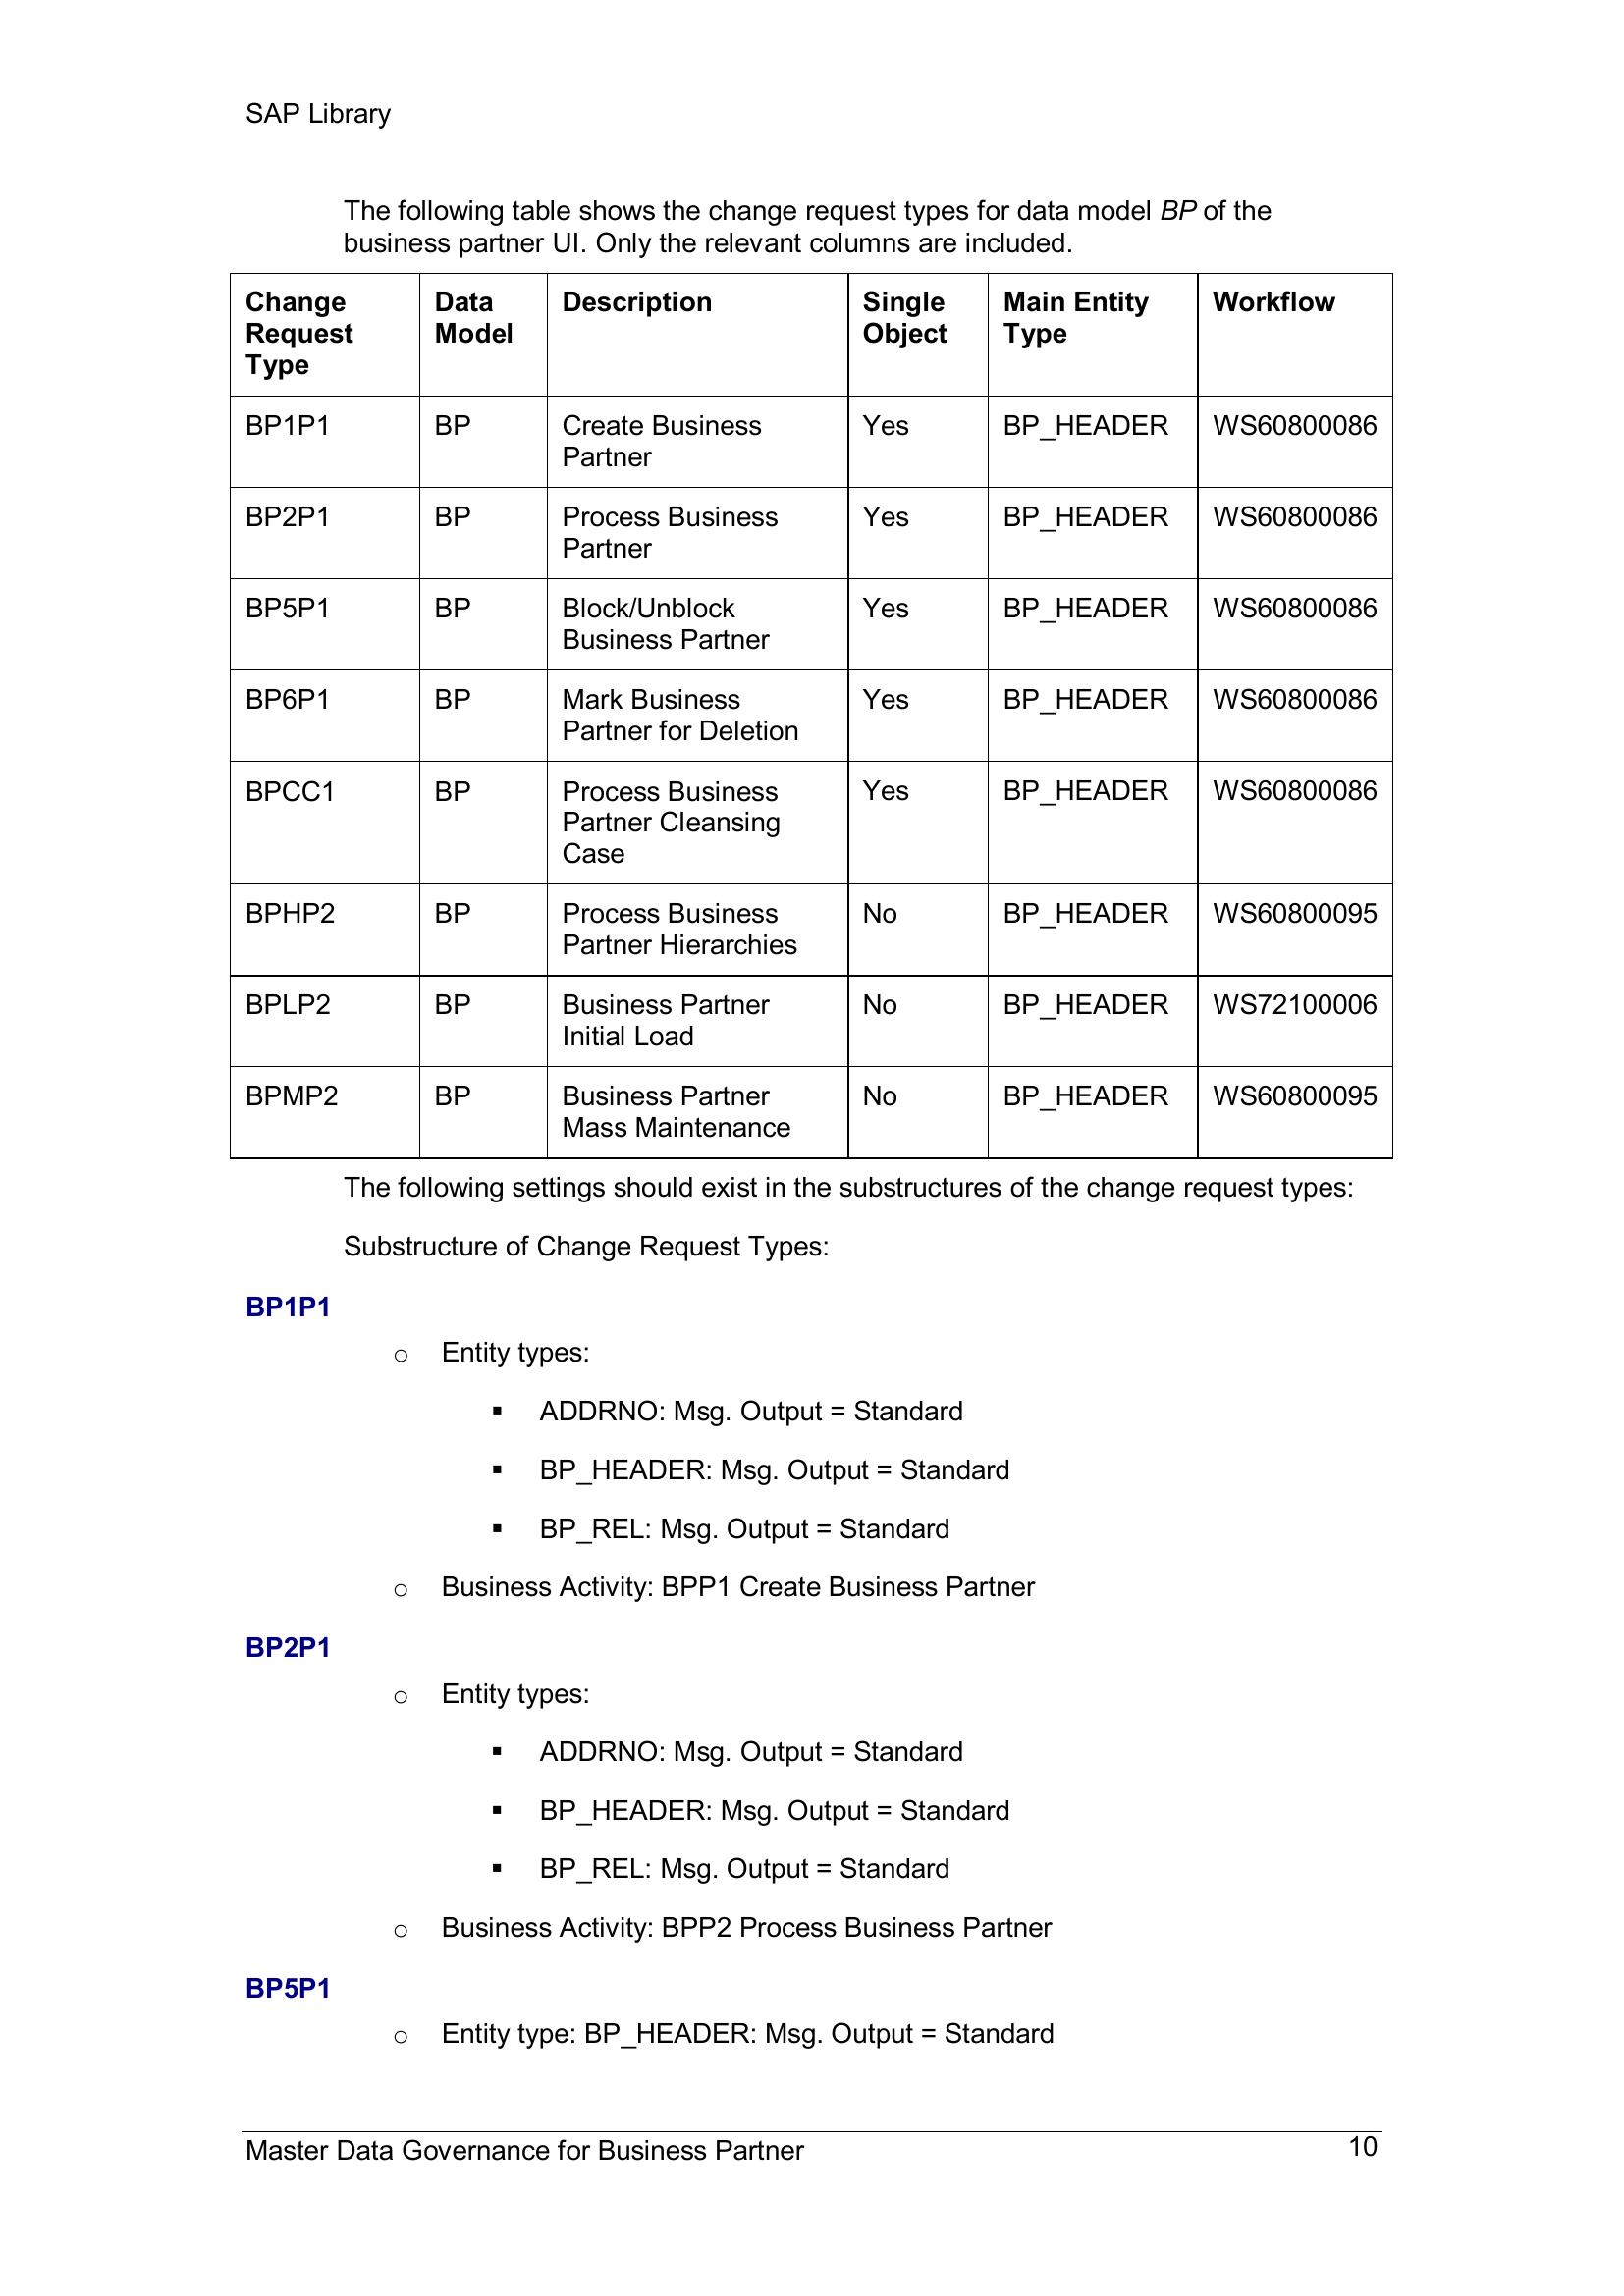 SAP Library
The following table shows the change request types for data model BP of the
business partner UI. Only the relevant columns are included.
Change Request Type | Data Model | Description | Single Object | Main Entity Type | Workflow
BP1P1 | BP | Create Business Partner | Yes | BP_HEADER | WS60800086
BP2P1 | BP | Process Business Partner | Yes | BP_HEADER | WS60800086
BP5P1 | BP | Block/Unblock Business Partner | Yes | BP_HEADER | WS60800086
BP6P1 | BP | Mark Business Partner for Deletion | Yes | BP_HEADER | WS60800086
BPCC1 | BP | Process Business Partner Cleansing Case | Yes | BP_HEADER | WS60800086
BPHP2 | BP | Process Business Partner Hierarchies | No | BP_HEADER | WS60800095
BPLP2 | BP | Business Partner Initial Load | No | BP_HEADER | WS72100006
BPMP2 | BP | Business Partner Mass Maintenance | No | BP_HEADER | WS60800095
The following settings should exist in the substructures of the change request types:
Substructure of Change Request Types:
BP1P1
o Entity types:
▪ ADDRNO: Msg. Output = Standard
▪ BP_HEADER: Msg. Output = Standard
▪ BP_REL: Msg. Output = Standard
o Business Activity: BPP1 Create Business Partner
BP2P1
o Entity types:
▪ ADDRNO: Msg. Output = Standard
▪ BP_HEADER: Msg. Output = Standard
▪ BP_REL: Msg. Output = Standard
o Business Activity: BPP2 Process Business Partner
BP5P1
o Entity type: BP_HEADER: Msg. Output = Standard
Master Data Governance for Business Partner 10